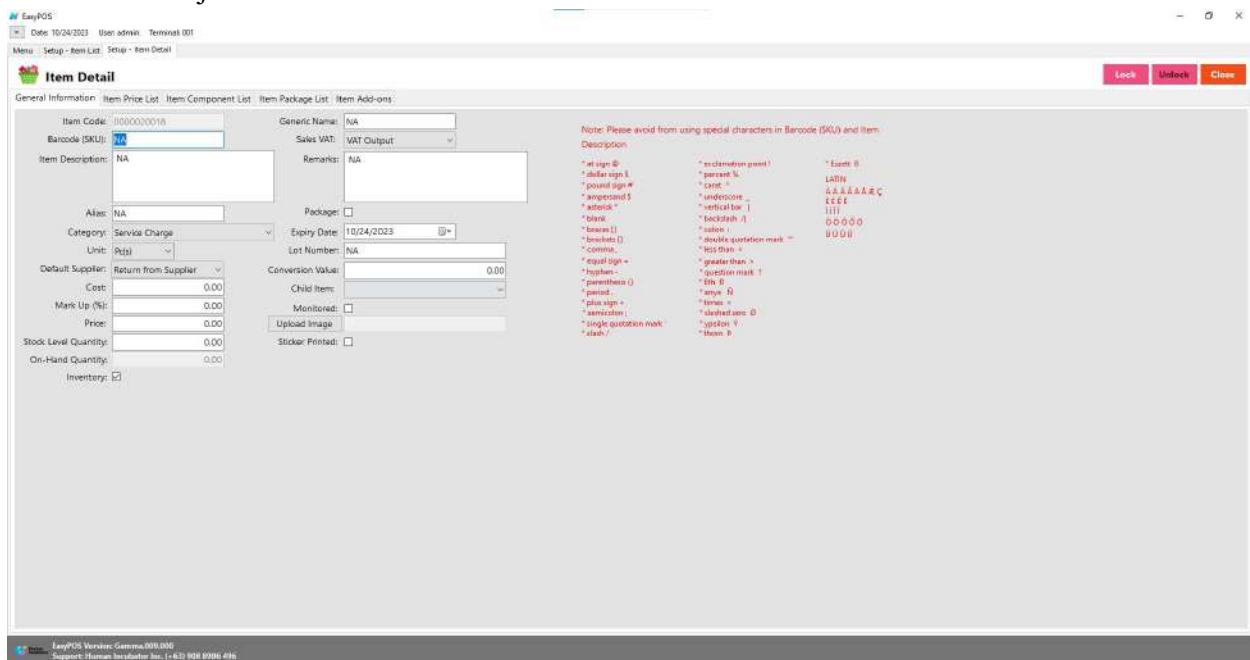 EasyPOS
Date: 10/24/2023 User: admin Terminal: 001
Menu Setup - Item List Setup - Item Detail
Item Detail
Lock Unlock Close
General Information Item Price List Item Component List Item Package List Item Add-ons
Item Code: 0000020018
Barcode (SKU): NA
Item Description: NA
Alias: NA
Category: Service Charge
Unit: Pc(s)
Default Supplier: Return from Supplier
Cost: 0.00
Mark Up (%): 0.00
Price: 0.00
Stock Level Quantity: 0.00
On-Hand Quantity: 0.00
Inventory:
Generic Name: NA
Sales VAT: VAT Output
Remarks: NA
Package:
Expiry Date: 10/24/2023
Lot Number: NA
Conversion Value: 0.00
Child Item:
Monitored:
Upload Image
Sticker Printed:
Note: Please avoid from using special characters in Barcode (SKU) and Item
Description
* at sign @
* dollar sign $
* pound sign #
* ampersand $
* asterisk *
* blank
* braces {}
* brackets []
* comma ,
* equal sign =
* hyphen -
* parenthesis ()
* period .
* plus sign +
* semicolon ;
* single quotation mark '
* slash /
* exclamation point !
* percent %
* caret ^
* underscore _
* vertical bar |
* backslash /|
* colon :
* double quotation mark ""
* less than <
* greater than >
* question mark ?
* Eth Ð
* enye Ñ
* times ×
* slashed zero Ø
* ypsilon Y
* thorn Þ
* Eszett ß
LATIN
EasyPOS Version: Gamma.009.000
Support: Human Incubator Inc. (+63) 908 8906 496